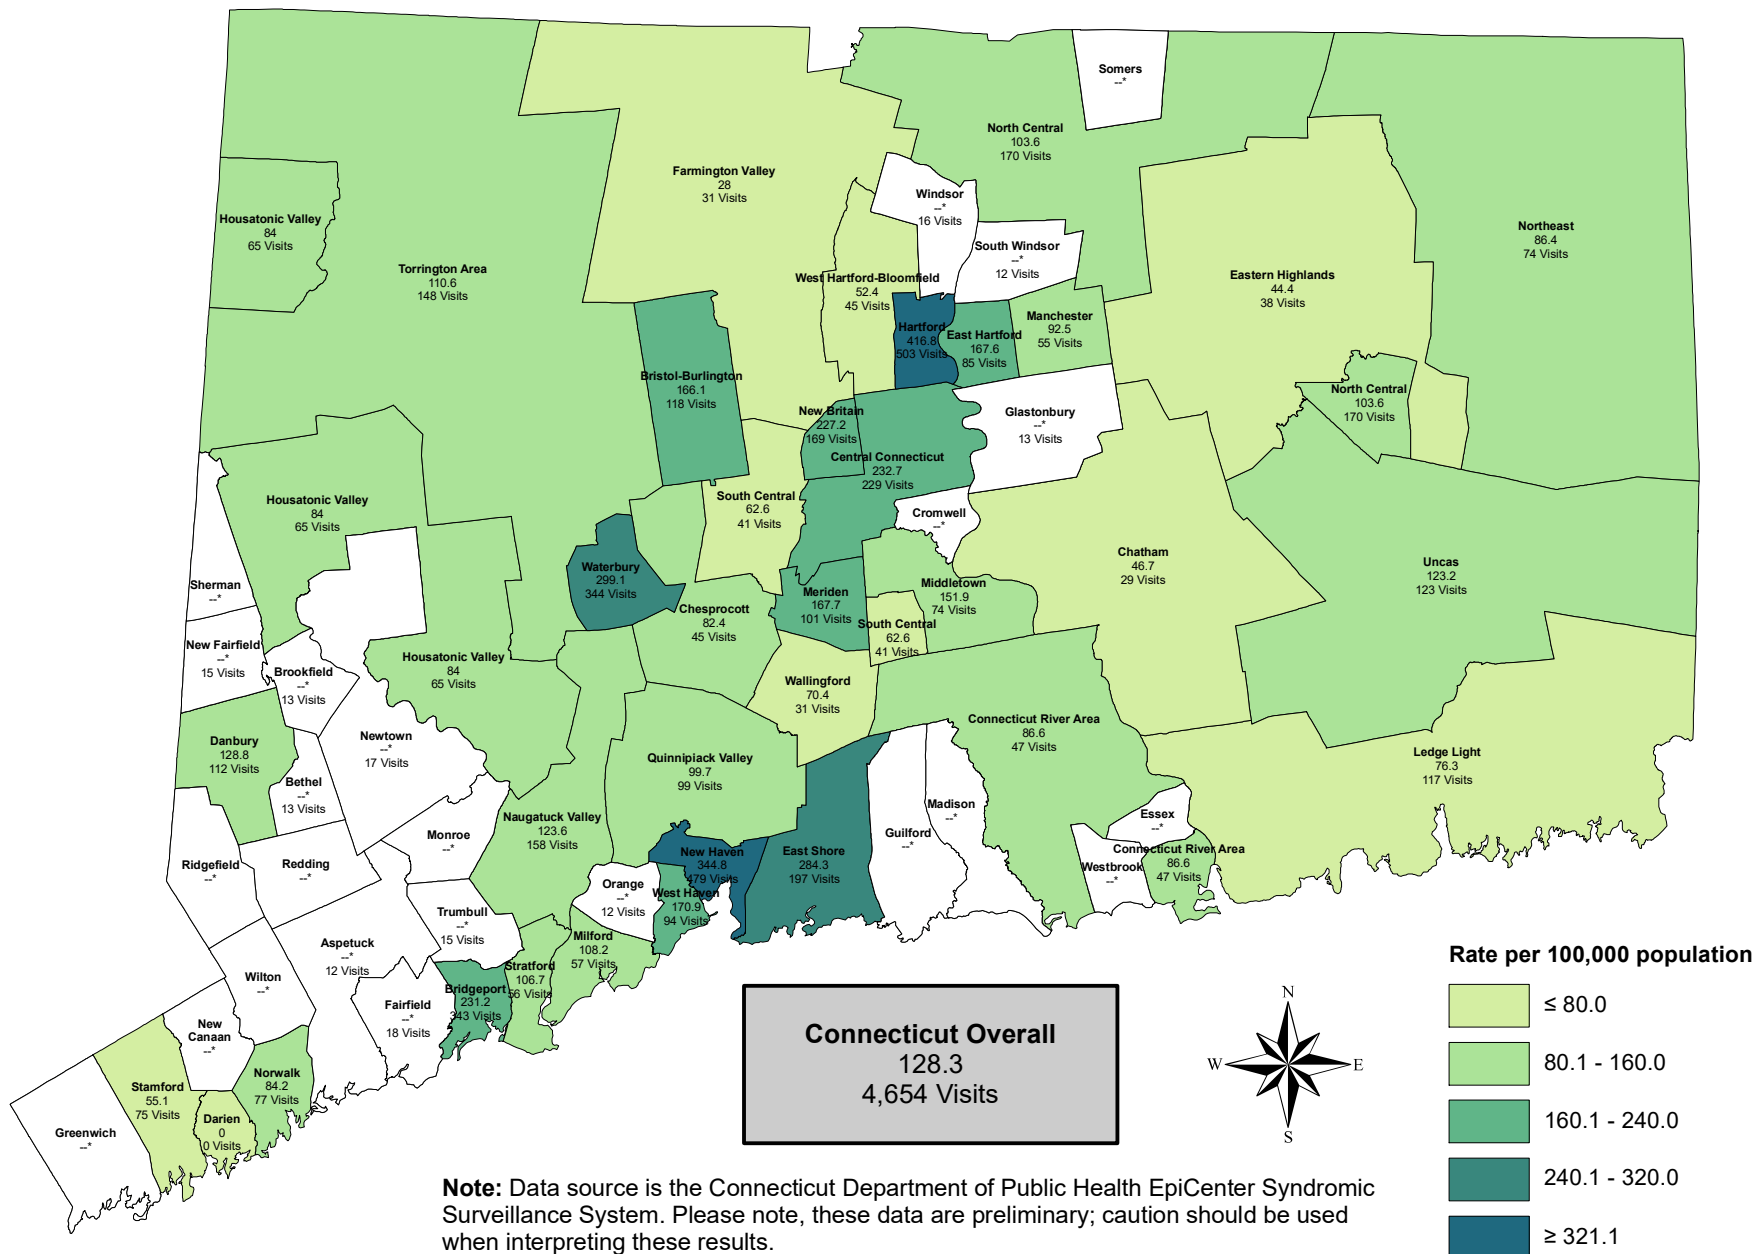 Somers
--*
North Central
103.6
170 Visits
Farmington Valley
28
31 Visits
Windsor
--*
16 Visits
Housatonic Valley
84
65 Visits
Northeast
86.4
74 Visits
South Windsor
--*
12 Visits
Torrington Area
110.6
148 Visits
West Hartford-Bloomfield
52.4
45 Visits
Eastern Highlands
44.4
38 Visits
Hartford
416.8
503 Visits
East Hartford
167.6
85 Visits
Manchester
92.5
55 Visits
Bristol-Burlington
166.1
118 Visits
North Central
103.6
170 Visits
New Britain
227.2
169 Visits
Glastonbury
--*
13 Visits
Central Connecticut
232.7
229 Visits
Housatonic Valley
84
65 Visits
South Central
62.6
41 Visits
Cromwell
--*
Chatham
46.7
29 Visits
Uncas
123.2
123 Visits
Waterbury
299.1
344 Visits
Sherman
--*
Meriden
167.7
101 Visits
Middletown
151.9
74 Visits
Chesprocott
82.4
45 Visits
South Central
62.6
41 Visits
New Fairfield
--*
15 Visits
Housatonic Valley
84
65 Visits
Brookfield
--*
13 Visits
Wallingford
70.4
31 Visits
Connecticut River Area
86.6
47 Visits
Danbury
128.8
112 Visits
Newtown
--*
17 Visits
Quinnipiack Valley
99.7
99 Visits
Ledge Light
76.3
117 Visits
Bethel
--*
13 Visits
Naugatuck Valley
123.6
158 Visits
Monroe
--*
Madison
--*
Guilford
--*
Essex
--*
Ridgefield
--*
Redding
--*
New Haven
344.8
479 Visits
East Shore
284.3
197 Visits
Connecticut River Area
86.6
47 Visits
Westbrook
--*
Orange
--*
12 Visits
West Haven
170.9
94 Visits
Trumbull
--*
15 Visits
Aspetuck
--*
12 Visits
Milford
108.2
57 Visits
Wilton
--*
Stratford
106.7
56 Visits
Bridgeport
231.2
343 Visits
Fairfield
--*
18 Visits
New
Canaan
--*
Norwalk
84.2
77 Visits
Stamford
55.1
75 Visits
Darien
0
0 Visits
Greenwich
--*
Connecticut Overall
128.3
4,654 Visits
N
W
E
S
Rate per 100,000 population
≤ 80.0
80.1 - 160.0
160.1 - 240.0
240.1 - 320.0
≥ 321.1
Note: Data source is the Connecticut Department of Public Health EpiCenter Syndromic
Surveillance System. Please note, these data are preliminary; caution should be used
when interpreting these results.